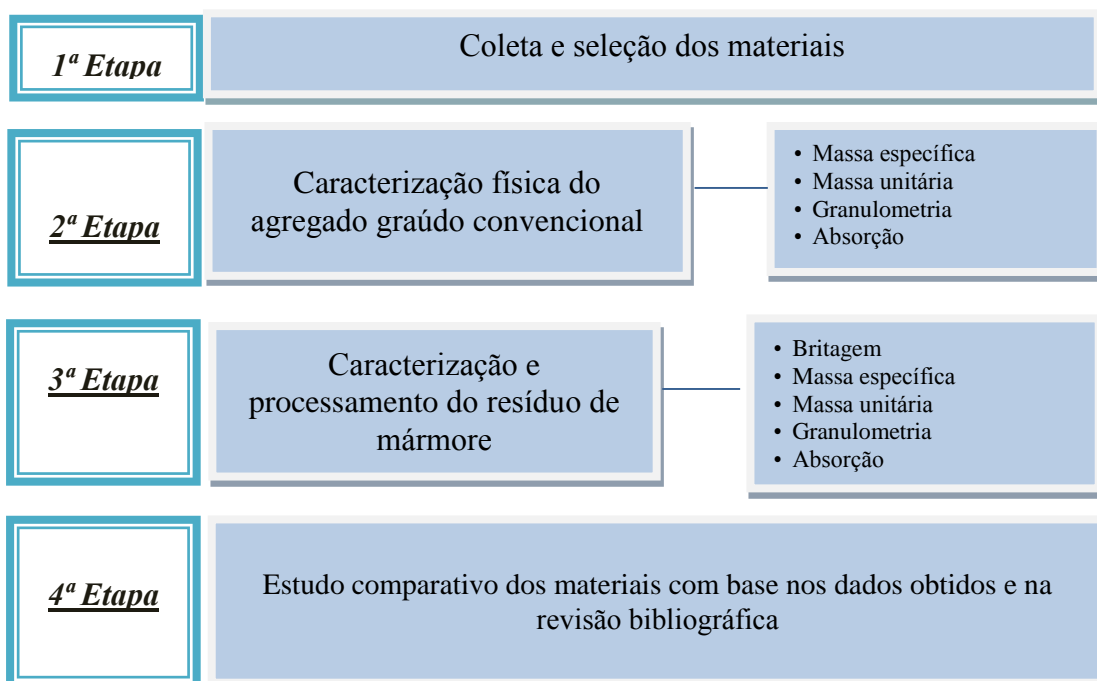 1ª Etapa
Coleta e seleção dos materiais
2ª Etapa
Caracterização física do
agregado graúdo convencional
• Massa específica
• Massa unitária
• Granulometria
• Absorção
3ª Etapa
Caracterização e
processamento do resíduo de
mármore
• Britagem
• Massa específica
• Massa unitária
• Granulometria
• Absorção
4ª Etapa
Estudo comparativo dos materiais com base nos dados obtidos e na
revisão bibliográfica